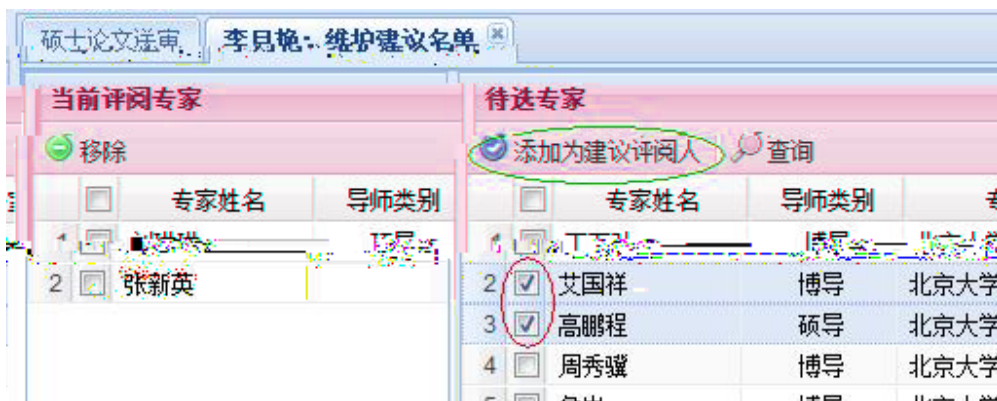 硕士论文送审 维护建议名单
当前评阅专家 待选专家
移除 添加为建议评阅人 查询
专家姓名 导师类别 专家姓名 导师类别
1
2 张新英 2 艾国祥 博导 北京大学
3 高鹏程 硕导 北京大学
4 周秀骥 博导 北京大学